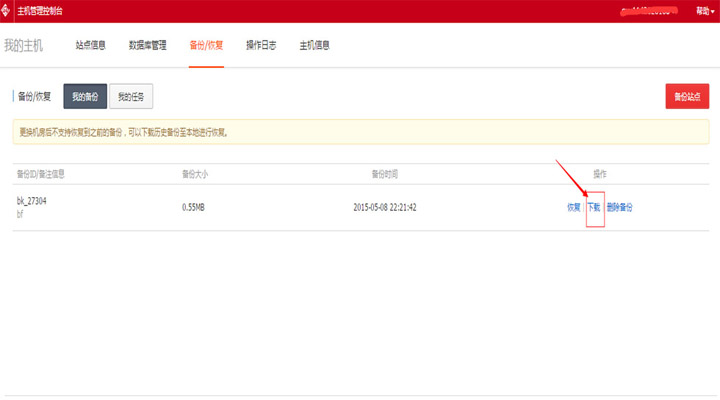 主机管理控制台
帮助
我的主机 站点信息 数据库管理 备份/恢复 操作日志 主机信息
备份/恢复 我的备份 我的任务 备份站点
更换机房后不支持恢复到之前的备份，可以下载历史备份至本地进行恢复。
备份ID/备注信息 备份大小 备份时间 操作
bk_27304 0.55MB 2015-05-08 22:21:42 恢复 | 下载 | 删除备份
bf